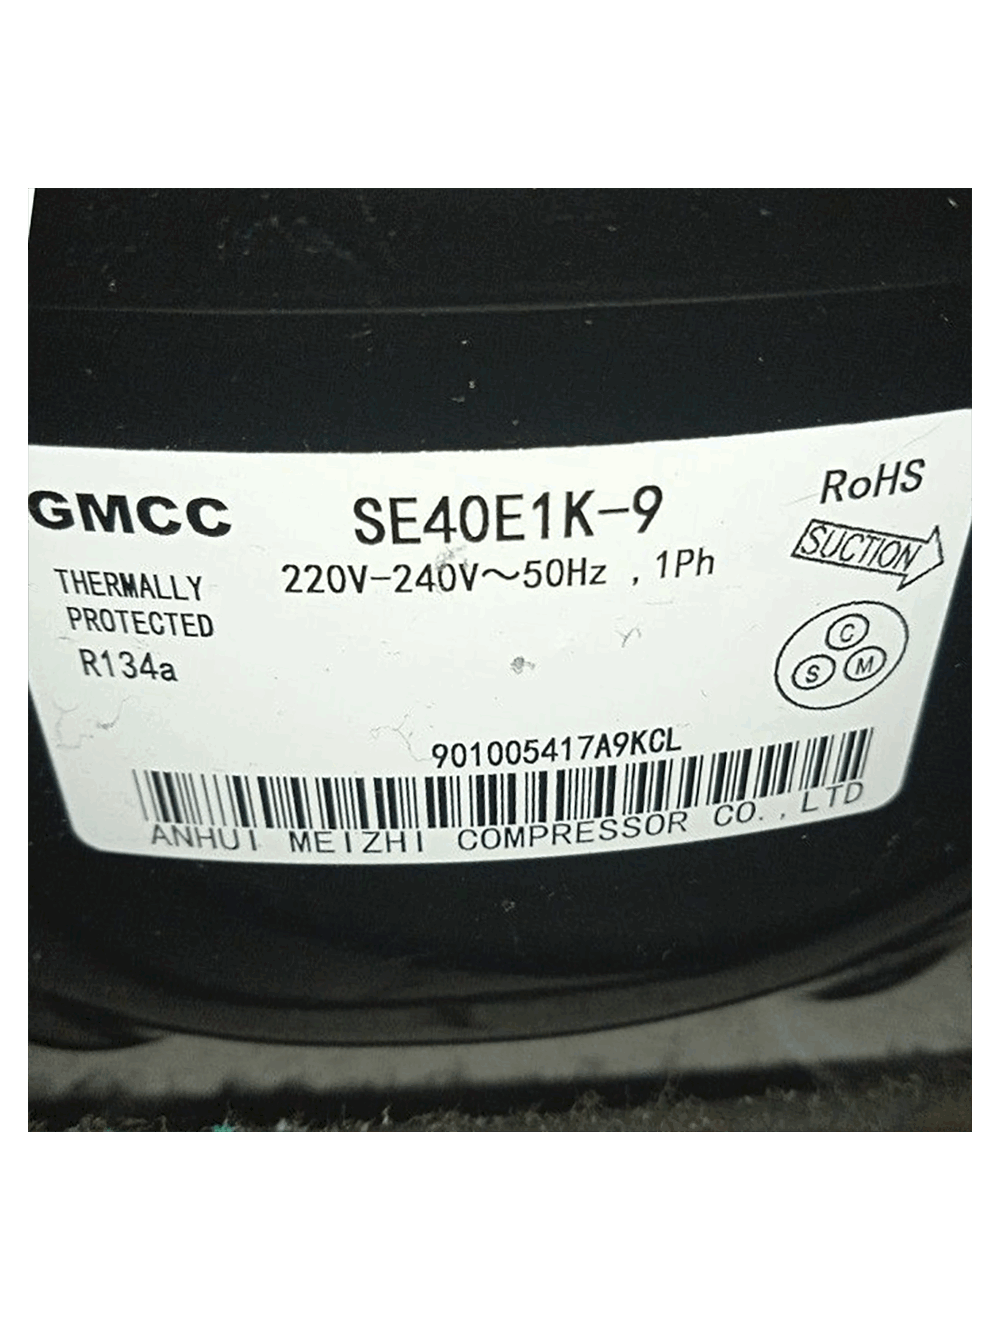 GMCC
SE40E1K-9
RoHS
SUCTION
THERMALLY
PROTECTED
R134a
220V-240V～50Hz , 1Ph
C
S M
901005417A9KCL
ANHUI MEIZHI COMPRESSOR CO., LTD